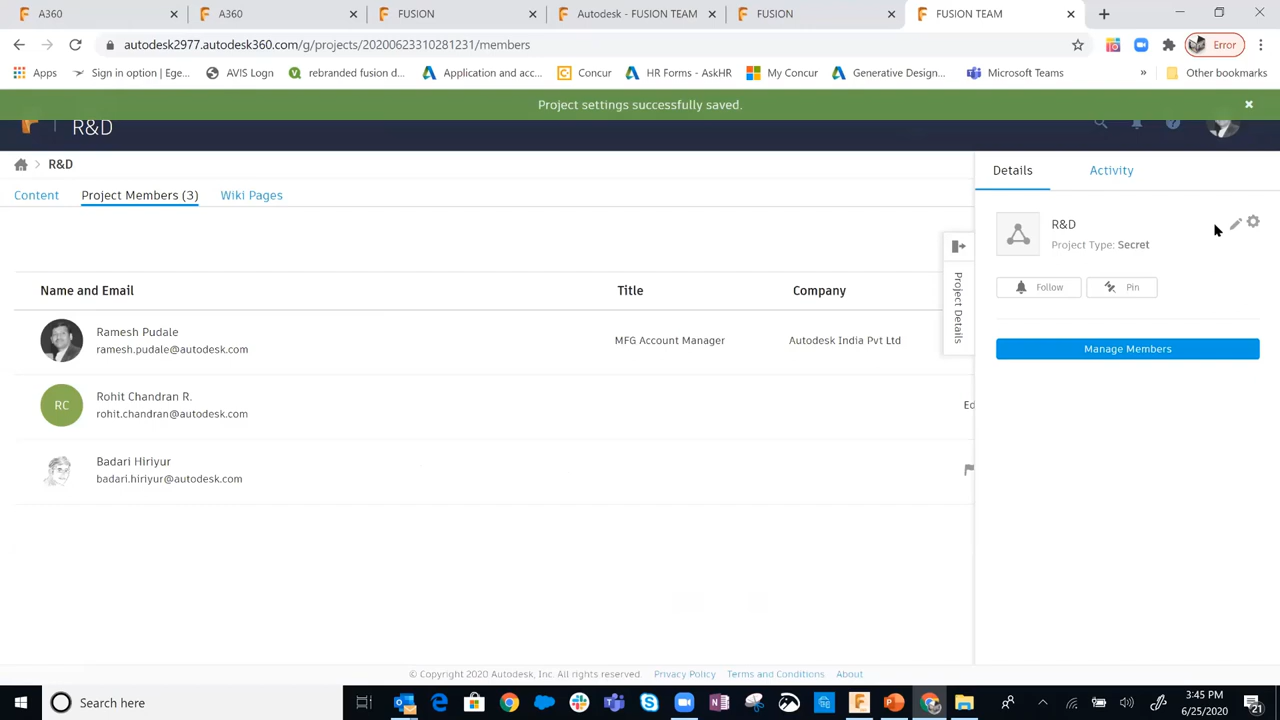 A360
A360
FUSION
Autodesk - FUSION TEAM
FUSION
FUSION TEAM
autodesk2977.autodesk360.com/g/projects/20200623310381231/members
Error
Apps
Sign in option | Ege...
AVIS Logn
rebranded fusion d...
Application and acc...
Concur
HR Forms - AskHR
My Concur
Generative Design...
Microsoft Teams
»
Other bookmarks
Project settings successfully saved.
R&D
R&D
Content
Project Members (3)
Wiki Pages
Details
Activity
R&D
Project Type: Secret
Follow
Pin
Manage Members
Project Details
Name and Email
Title
Company
Ramesh Pudale
ramesh.pudale@autodesk.com
MFG Account Manager
Autodesk India Pvt Ltd
RC
Rohit Chandran R.
rohit.chandran@autodesk.com
Ed
Badari Hiriyur
badari.hiriyur@autodesk.com
© Copyright 2020 Autodesk, Inc. All rights reserved.
Privacy Policy
Terms and Conditions
About
Search here
3:45 PM
6/25/2020
21